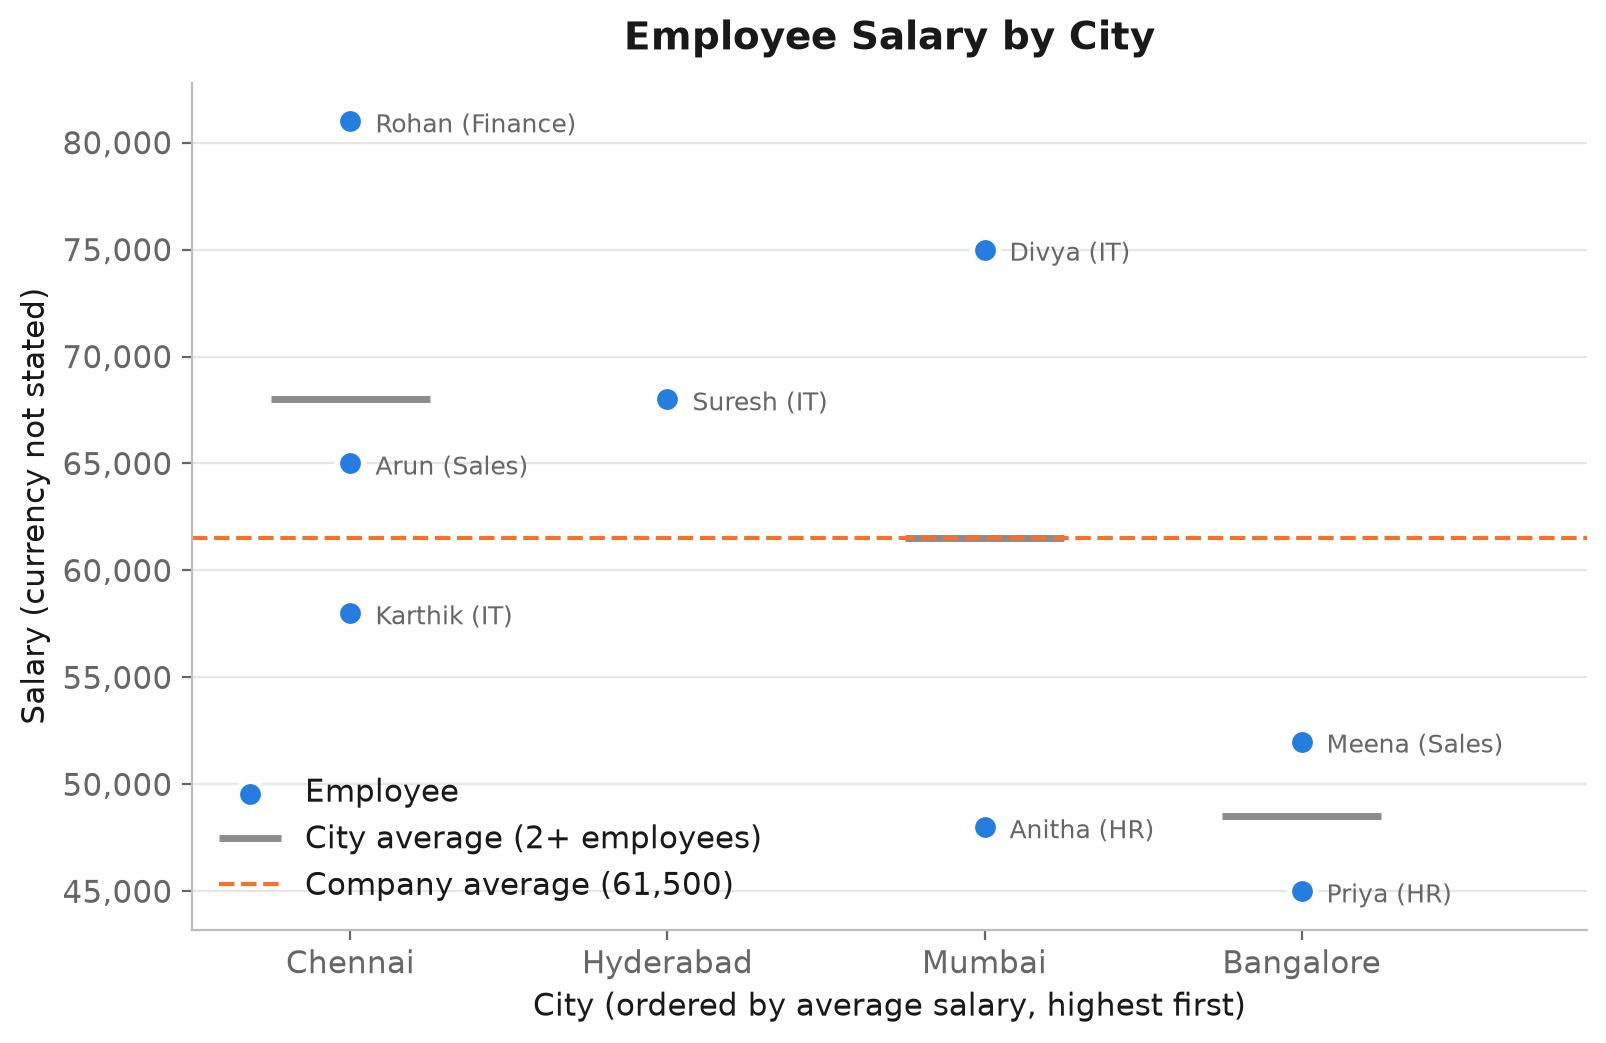 Employee Salary by City
Salary (currency not stated)
80,000
75,000
70,000
65,000
60,000
55,000
50,000
45,000
Rohan (Finance)
Divya (IT)
Suresh (IT)
Arun (Sales)
Karthik (IT)
Meena (Sales)
Anitha (HR)
Priya (HR)
Employee
City average (2+ employees)
Company average (61,500)
Chennai
Hyderabad
Mumbai
Bangalore
City (ordered by average salary, highest first)